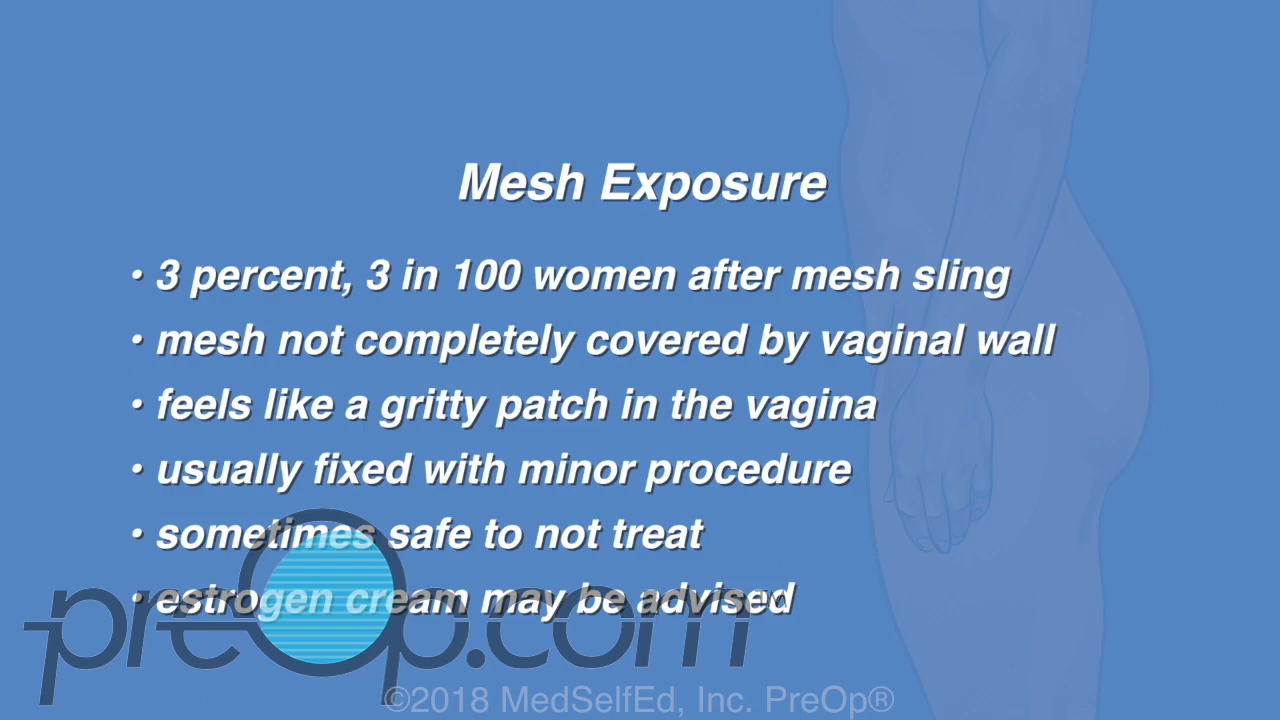 Mesh Exposure
• 3 percent, 3 in 100 women after mesh sling
• mesh not completely covered by vaginal wall
• feels like a gritty patch in the vagina
• usually fixed with minor procedure
• sometimes safe to not treat
• estrogen cream may be advised
preOp.com™
©2018 MedSelfEd, Inc. PreOp®